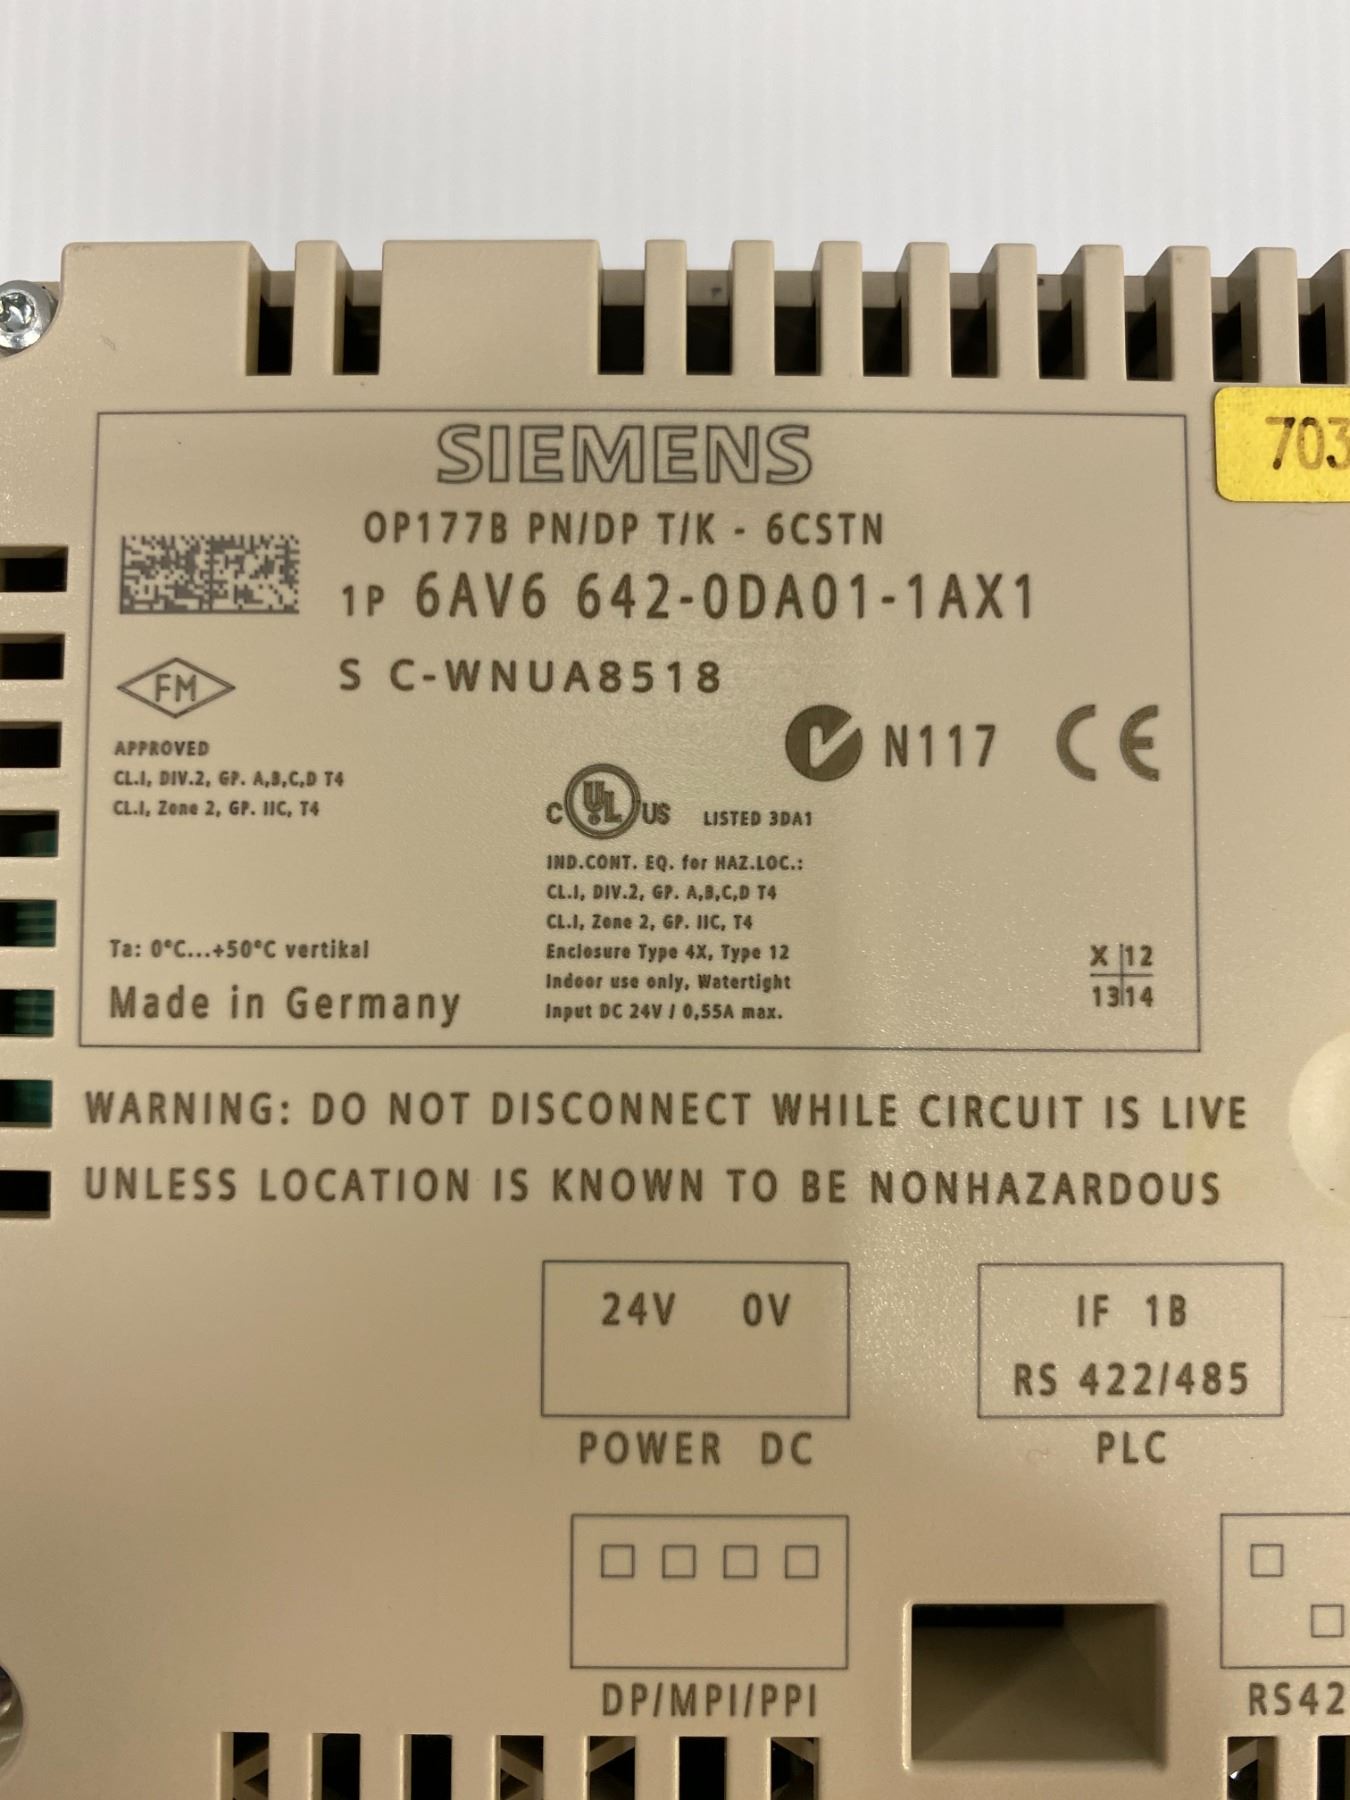 SIEMENS
703
OP177B PN/DP T/K - 6CSTN
1P 6AV6 642-0DA01-1AX1
S C-WNUA8518
FM
N117 CE
APPROVED
CL.I, DIV.2, GP. A,B,C,D T4
CL.I, Zone 2, GP. IIC, T4
C UL US LISTED 3DA1
IND.CONT. EQ. for HAZ.LOC.:
CL.I, DIV.2, GP. A,B,C,D T4
CL.I, Zone 2, GP. IIC, T4
Enclosure Type 4X, Type 12
Indoor use only, Watertight
Input DC 24V / 0,55A max.
Ta: 0°C...+50°C vertikal
Made in Germany
X 12
13 14
WARNING: DO NOT DISCONNECT WHILE CIRCUIT IS LIVE
UNLESS LOCATION IS KNOWN TO BE NONHAZARDOUS
24V 0V
POWER DC
IF 1B
RS 422/485
PLC
DP/MPI/PPI
RS42